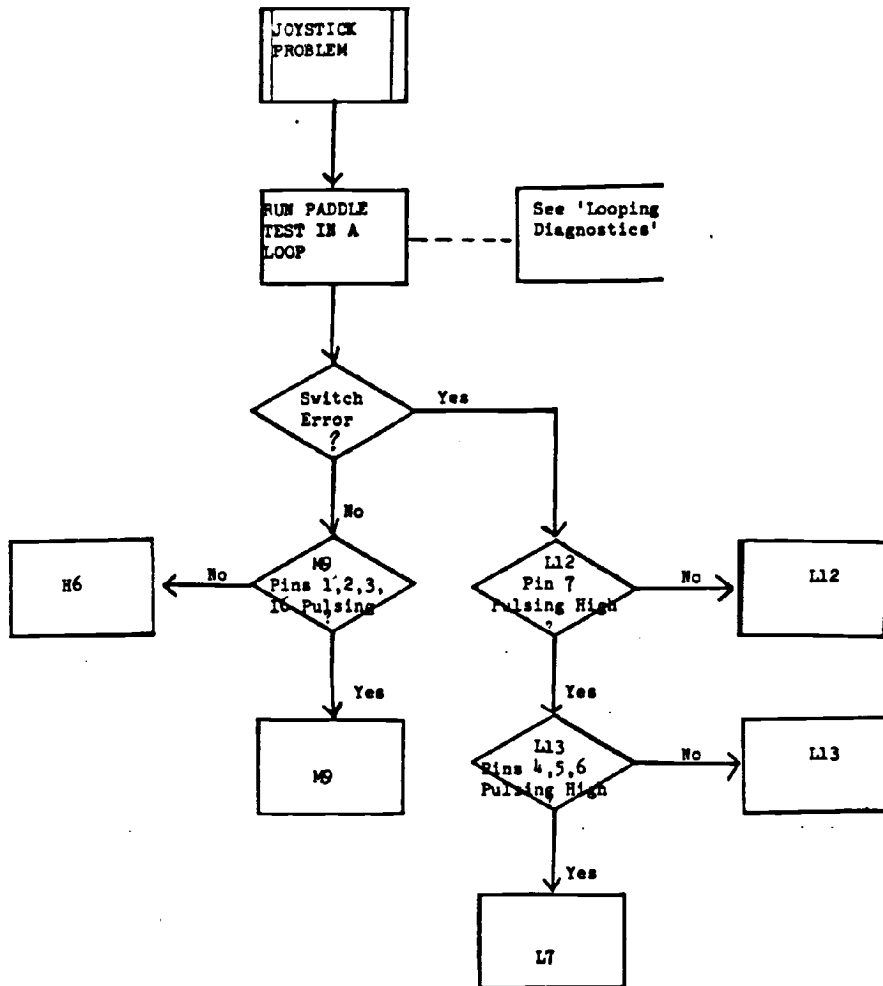 JOYSTICK
PROBLEM
RUN PADDLE
TEST IN A
LOOP
See 'Looping
Diagnostics'
Switch
Error
?
Yes
No
M9
Pins 1,2,3,
16 Pulsing
?
No
H6
Yes
M9
L12
Pin 7
Pulsing High
?
No
L12
Yes
L13
Pins 4,5,6
Pulsing High
?
No
L13
Yes
L7